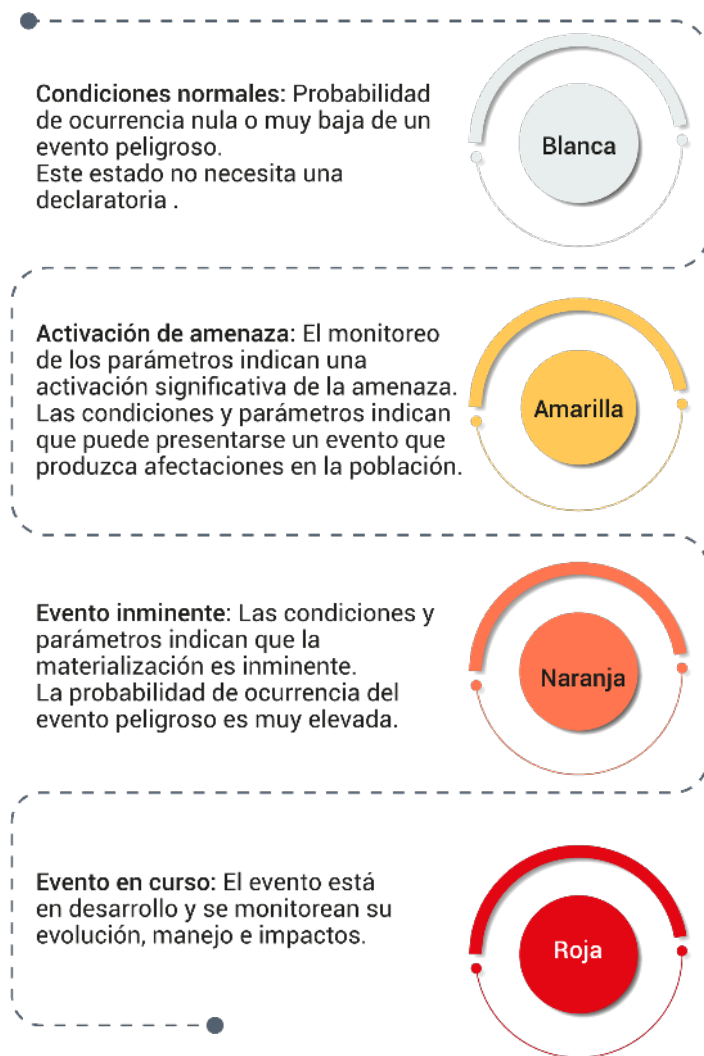 Condiciones normales: Probabilidad
de ocurrencia nula o muy baja de un
evento peligroso.
Este estado no necesita una
declaratoria .
Blanca
Activación de amenaza: El monitoreo
de los parámetros indican una
activación significativa de la amenaza.
Las condiciones y parámetros indican
que puede presentarse un evento que
produzca afectaciones en la población.
Amarilla
Evento inminente: Las condiciones y
parámetros indican que la
materialización es inminente.
La probabilidad de ocurrencia del
evento peligroso es muy elevada.
Naranja
Evento en curso: El evento está
en desarrollo y se monitorean su
evolución, manejo e impactos.
Roja